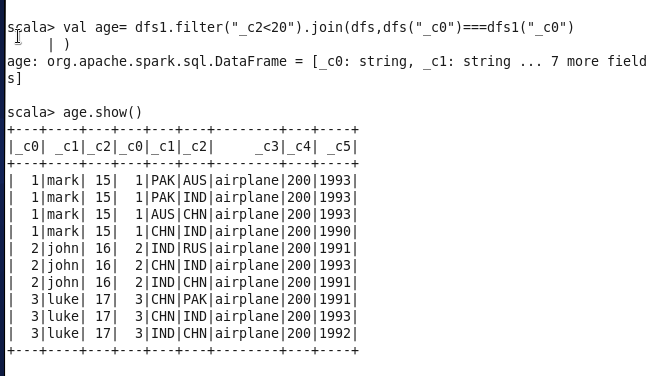 scala> val age= dfs1.filter("_c2<20").join(dfs,dfs("_c0")===dfs1("_c0")
     | )
age: org.apache.spark.sql.DataFrame = [_c0: string, _c1: string ... 7 more field
s]
scala> age.show()
+---+----+---+---+---+---+--------+---+----+
|_c0| _c1|_c2|_c0|_c1|_c2|     _c3|_c4| _c5|
+---+----+---+---+---+---+--------+---+----+
|  1|mark| 15|  1|PAK|AUS|airplane|200|1993|
|  1|mark| 15|  1|PAK|IND|airplane|200|1993|
|  1|mark| 15|  1|AUS|CHN|airplane|200|1993|
|  1|mark| 15|  1|CHN|IND|airplane|200|1990|
|  2|john| 16|  2|IND|RUS|airplane|200|1991|
|  2|john| 16|  2|CHN|IND|airplane|200|1993|
|  2|john| 16|  2|IND|CHN|airplane|200|1991|
|  3|luke| 17|  3|CHN|PAK|airplane|200|1991|
|  3|luke| 17|  3|CHN|IND|airplane|200|1993|
|  3|luke| 17|  3|IND|CHN|airplane|200|1992|
+---+----+---+---+---+---+--------+---+----+